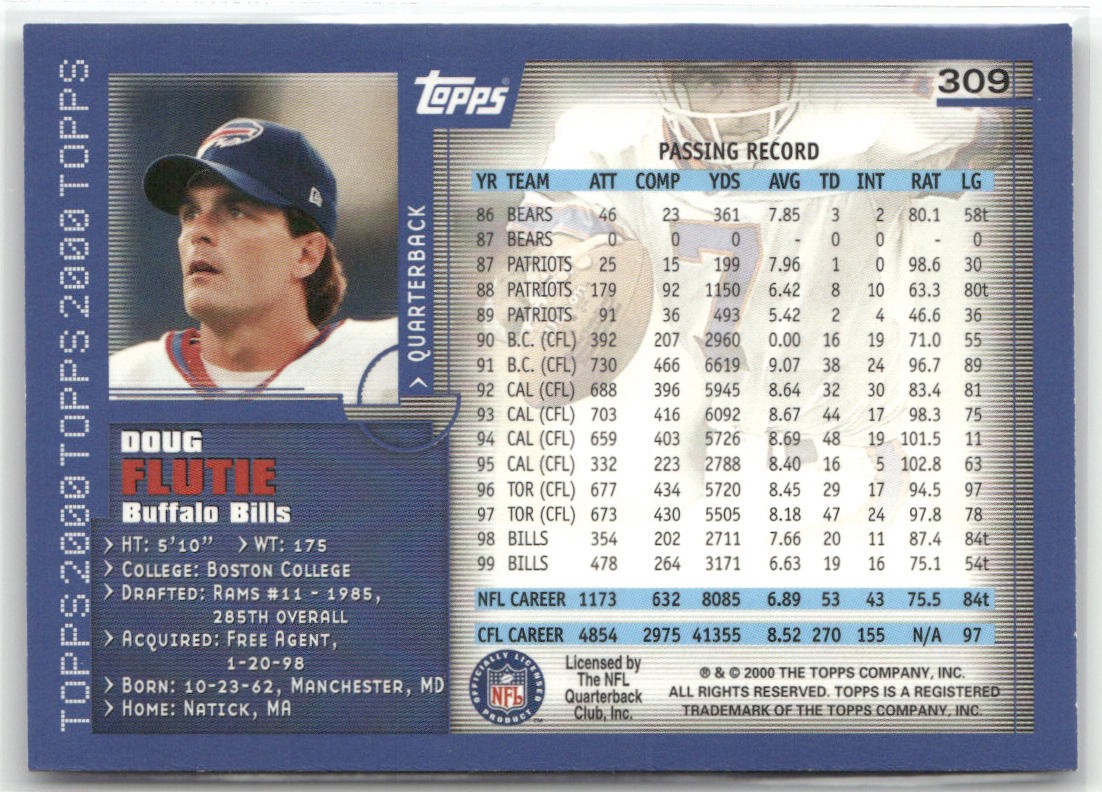 TOPPS2000TOPPS2000TOPPS2000TOPPS
TOPPS
309
QUARTERBACK
DOUG
FLUTIE
Buffalo Bills
> HT: 5'10" > WT: 175
> COLLEGE: BOSTON COLLEGE
> DRAFTED: RAMS #11 - 1985,
285TH OVERALL
> ACQUIRED: FREE AGENT,
1-20-98
> BORN: 10-23-62, MANCHESTER, MD
> HOME: NATICK, MA
PASSING RECORD
YR TEAM ATT COMP YDS AVG TD INT RAT LG
86 BEARS 46 23 361 7.85 3 2 80.1 58t
87 BEARS 0 0 0 - 0 0 - 0
87 PATRIOTS 25 15 199 7.96 1 0 98.6 30
88 PATRIOTS 179 92 1150 6.42 8 10 63.3 80t
89 PATRIOTS 91 36 493 5.42 2 4 46.6 36
90 B.C. (CFL) 392 207 2960 0.00 16 19 71.0 55
91 B.C. (CFL) 730 466 6619 9.07 38 24 96.7 89
92 CAL (CFL) 688 396 5945 8.64 32 30 83.4 81
93 CAL (CFL) 703 416 6092 8.67 44 17 98.3 75
94 CAL (CFL) 659 403 5726 8.69 48 19 101.5 11
95 CAL (CFL) 332 223 2788 8.40 16 5 102.8 63
96 TOR (CFL) 677 434 5720 8.45 29 17 94.5 97
97 TOR (CFL) 673 430 5505 8.18 47 24 97.8 78
98 BILLS 354 202 2711 7.66 20 11 87.4 84t
99 BILLS 478 264 3171 6.63 19 16 75.1 54t
NFL CAREER 1173 632 8085 6.89 53 43 75.5 84t
CFL CAREER 4854 2975 41355 8.52 270 155 N/A 97
OFFICIALLY LICENSED
NFL
PRODUCT
Licensed by
The NFL
Quarterback
Club, Inc.
® & © 2000 THE TOPPS COMPANY, INC.
ALL RIGHTS RESERVED. TOPPS IS A REGISTERED
TRADEMARK OF THE TOPPS COMPANY, INC.